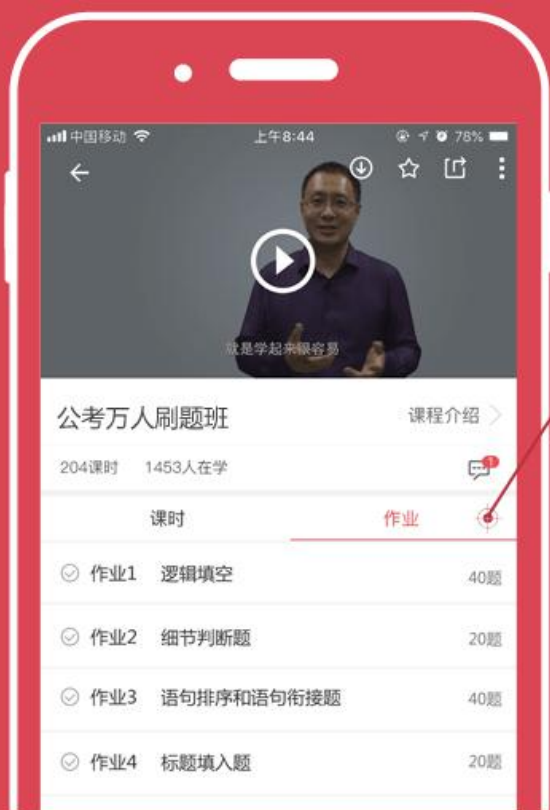 中国移动 上午8:44 78%
就是学起来很容易
公考万人刷题班 课程介绍
204课时 1453人在学 1
课时 作业
作业1 逻辑填空 40题
作业2 细节判断题 20题
作业3 语句排序和语句衔接题 40题
作业4 标题填入题 20题